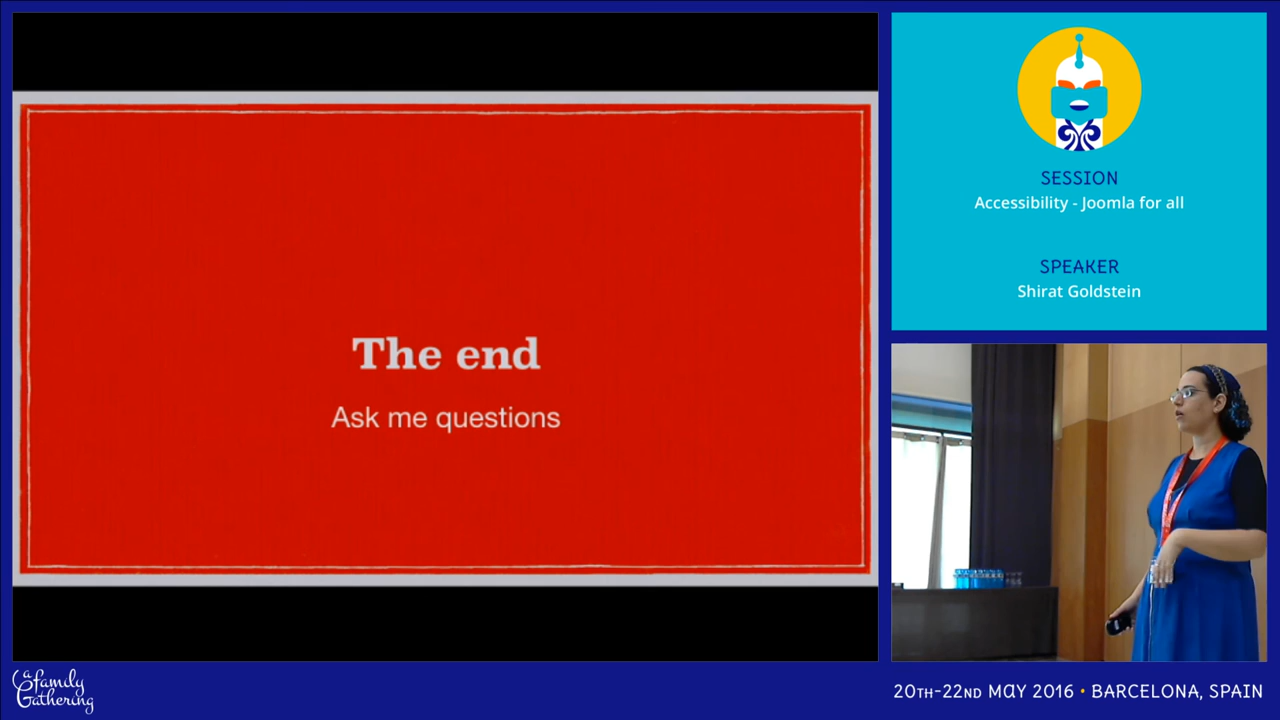 The end
Ask me questions
SESSION
Accessibility - Joomla for all
SPEAKER
Shirat Goldstein
a family
Gathering
20TH-22ND MAY 2016 • BARCELONA, SPAIN